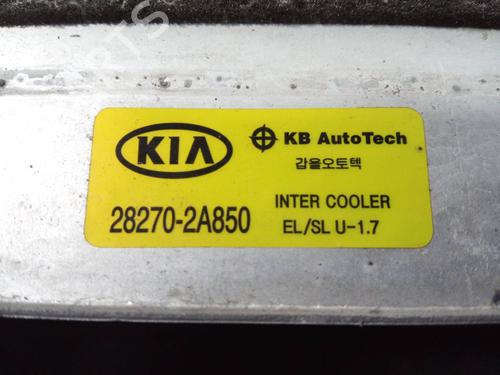 KIA
KB AutoTech
갑을오토텍
28270-2A850
INTER COOLER
EL/SL U-1.7